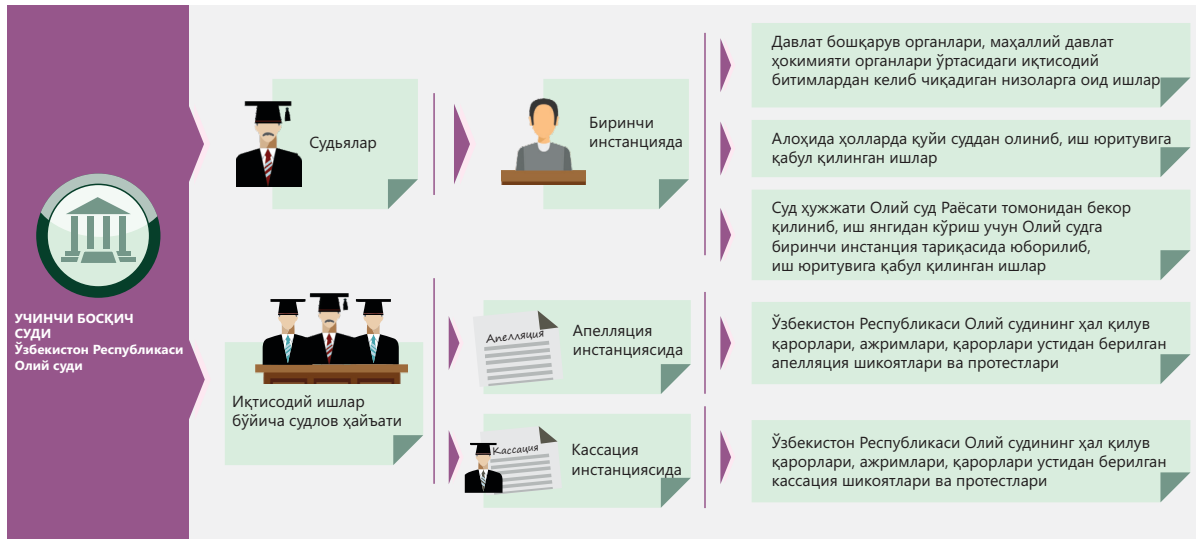 УЧИНЧИ БОСҚИЧ
СУДИ
Ўзбекистон Республикаси
Олий суди
Судьялар
Биринчи
инстанцияда
Давлат бошқарув органлари, маҳаллий давлат
ҳокимияти органлари ўртасидаги иқтисодий
битимлардан келиб чиқадиган низоларга оид ишлар
Алоҳида ҳолларда қуйи суддан олиниб, иш юритувига
қабул қилинган ишлар
Суд ҳужжати Олий суд Раёсати томонидан бекор
қилиниб, иш янгидан кўриш учун Олий судга
биринчи инстанция тариқасида юборилиб,
иш юритувига қабул қилинган ишлар
Иқтисодий ишлар
бўйича судлов ҳайъати
Апелляция
Апелляция
инстанциясида
Ўзбекистон Республикаси Олий судининг ҳал қилув
қарорлари, ажримлари, қарорлари устидан берилган
апелляция шикоятлари ва протестлари
Кассация
Кассация
инстанциясида
Ўзбекистон Республикаси Олий судининг ҳал қилув
қарорлари, ажримлари, қарорлари устидан берилган
кассация шикоятлари ва протестлари